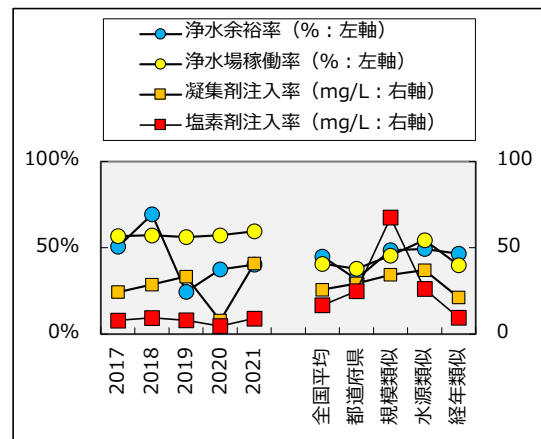 浄水余裕率（%：左軸）
浄水場稼働率（%：左軸）
凝集剤注入率（mg/L：右軸）
塩素剤注入率（mg/L：右軸）
100%
100
50%
50
0%
0
2017
2018
2019
2020
2021
全国平均
都道府県
規模類似
水源類似
経年類似